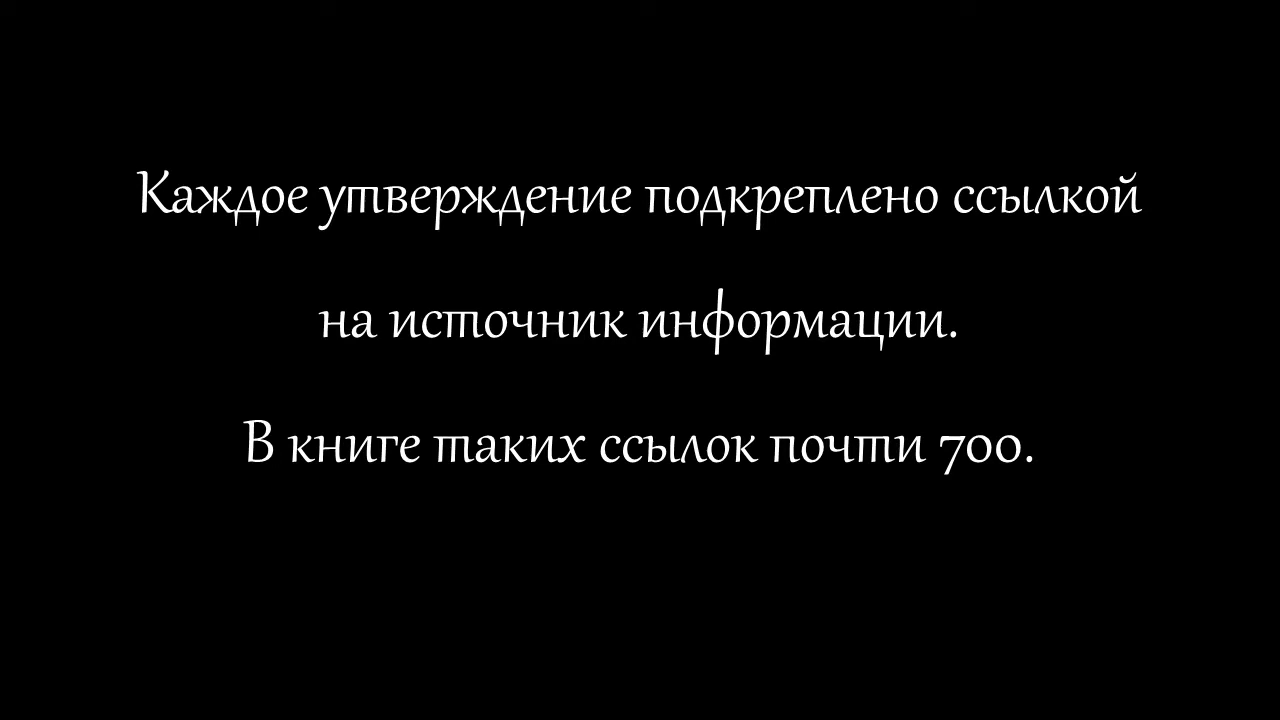 Каждое утверждение подкреплено ссылкой
на источник информации.
В книге таких ссылок почти 700.